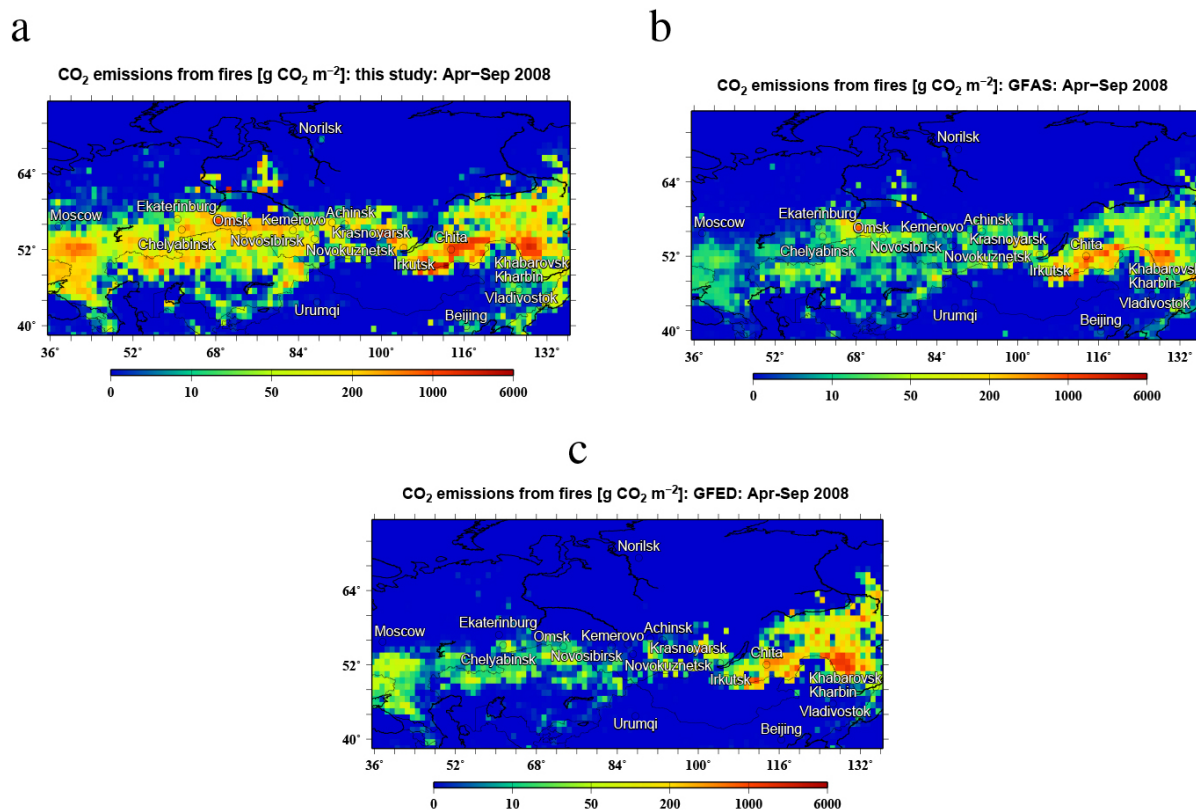 a
CO₂ emissions from fires [g CO₂ m⁻²]: this study: Apr−Sep 2008
Norilsk
64˚
Ekaterinburg
Achinsk
Moscow
Omsk
Kemerovo
Krasnoyarsk
Chita
Chelyabinsk
Novosibirsk
52˚
Novokuznetsk
Irkutsk
Khabarovsk
Kharbin
Vladivostok
Urumqi
Beijing
40˚
36˚ 52˚ 68˚ 84˚ 100˚ 116˚ 132˚
0 10 50 200 1000 6000
b
CO₂ emissions from fires [g CO₂ m⁻²]: GFAS: Apr−Sep 2008
Norilsk
64˚
Ekaterinburg
Achinsk
Moscow
Omsk
Kemerovo
Krasnoyarsk
Chita
Chelyabinsk
Novosibirsk
52˚
Novokuznetsk
Irkutsk
Khabarovsk
Kharbin
Vladivostok
Urumqi
Beijing
40˚
36˚ 52˚ 68˚ 84˚ 100˚ 116˚ 132˚
0 10 50 200 1000 6000
c
CO₂ emissions from fires [g CO₂ m⁻²]: GFED: Apr-Sep 2008
Norilsk
64˚
Ekaterinburg
Achinsk
Moscow
Omsk
Kemerovo
Krasnoyarsk
Chita
Chelyabinsk
Novosibirsk
52˚
Novokuznetsk
Irkutsk
Khabarovsk
Kharbin
Vladivostok
Urumqi
Beijing
40˚
36˚ 52˚ 68˚ 84˚ 100˚ 116˚ 132˚
0 10 50 200 1000 6000